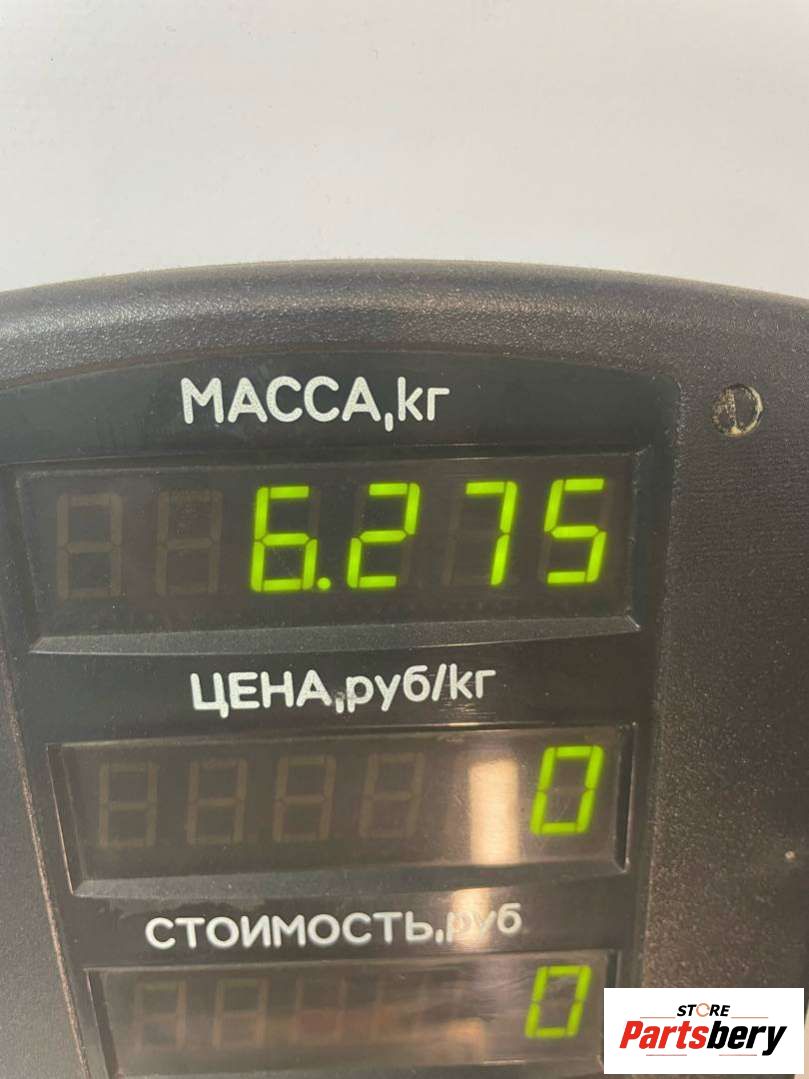 МАССА,кг
6.275
ЦЕНА,руб/кг
0
СТОИМОСТЬ,руб
0
STORE
Partsbery